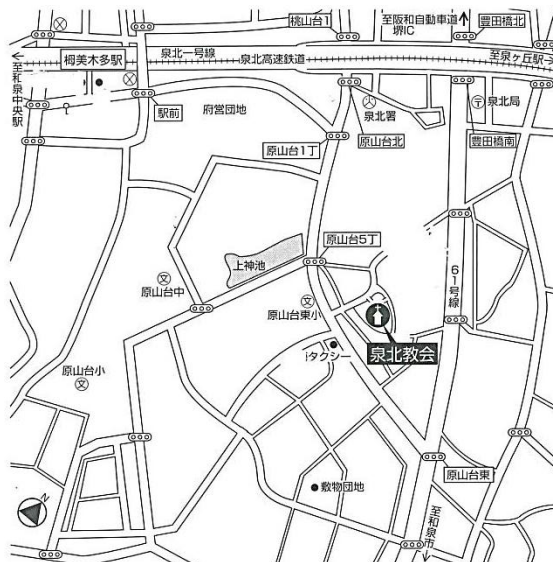 桃山台1
至阪和自動車道
堺IC
豊田橋北
栂美木多駅
泉北一号線
泉北高速鉄道
至泉ヶ丘駅
至和泉中央駅
駅前
府営団地
泉北署
泉北局
原山台1丁
原山台北
豊田橋南
原山台5丁
上神池
61号線
原山台中
原山台東小
泉北教会
iタクシー
原山台小
原山台東
敷物団地
至和泉市
N